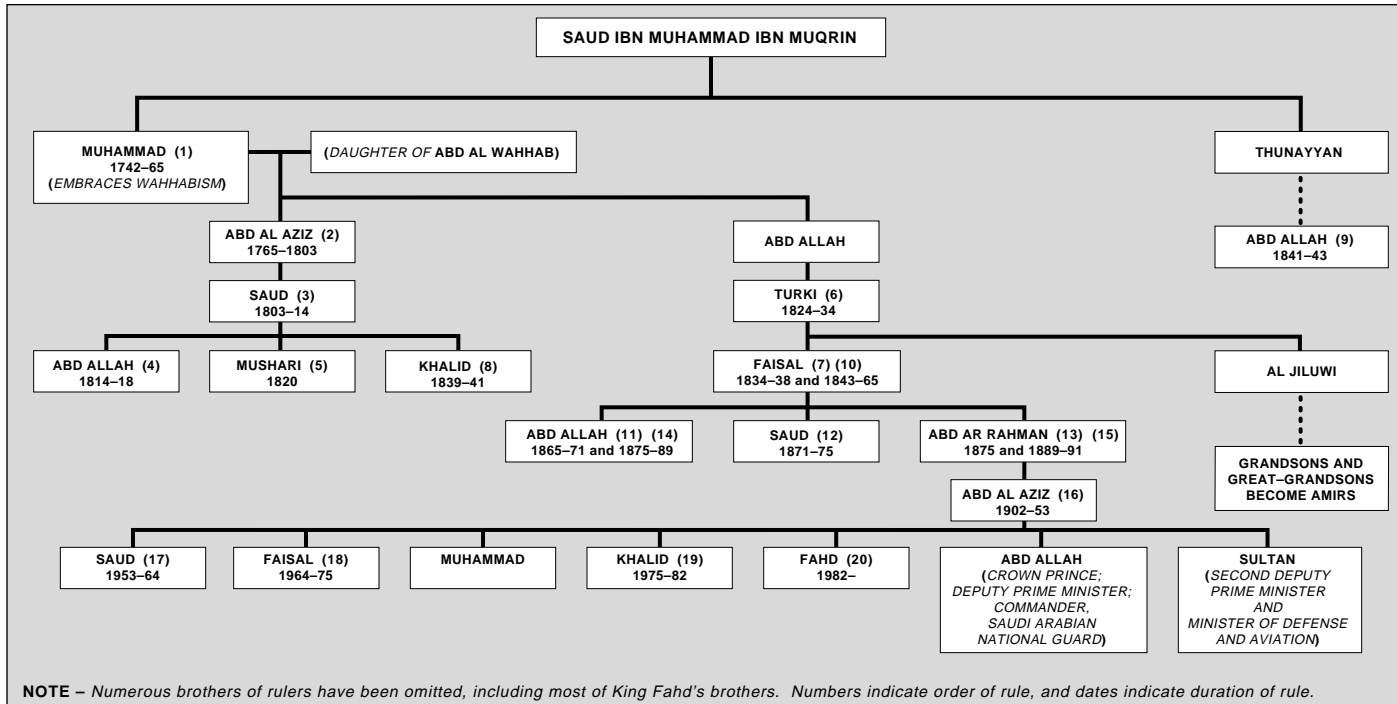 SAUD IBN MUHAMMAD IBN MUQRIN
MUHAMMAD (1)
1742–65
(EMBRACES WAHHABISM)
(DAUGHTER OF ABD AL WAHHAB)
THUNAYYAN
ABD AL AZIZ (2)
1765–1803
ABD ALLAH
ABD ALLAH (9)
1841–43
SAUD (3)
1803–14
TURKI (6)
1824–34
ABD ALLAH (4)
1814–18
MUSHARI (5)
1820
KHALID (8)
1839–41
FAISAL (7) (10)
1834–38 and 1843–65
AL JILUWI
ABD ALLAH (11) (14)
1865–71 and 1875–89
SAUD (12)
1871–75
ABD AR RAHMAN (13) (15)
1875 and 1889–91
GRANDSONS AND
GREAT–GRANDSONS
BECOME AMIRS
ABD AL AZIZ (16)
1902–53
SAUD (17)
1953–64
FAISAL (18)
1964–75
MUHAMMAD
KHALID (19)
1975–82
FAHD (20)
1982–
ABD ALLAH
(CROWN PRINCE;
DEPUTY PRIME MINISTER;
COMMANDER,
SAUDI ARABIAN
NATIONAL GUARD)
SULTAN
(SECOND DEPUTY
PRIME MINISTER
AND
MINISTER OF DEFENSE
AND AVIATION)
NOTE – Numerous brothers of rulers have been omitted, including most of King Fahd's brothers. Numbers indicate order of rule, and dates indicate duration of rule.